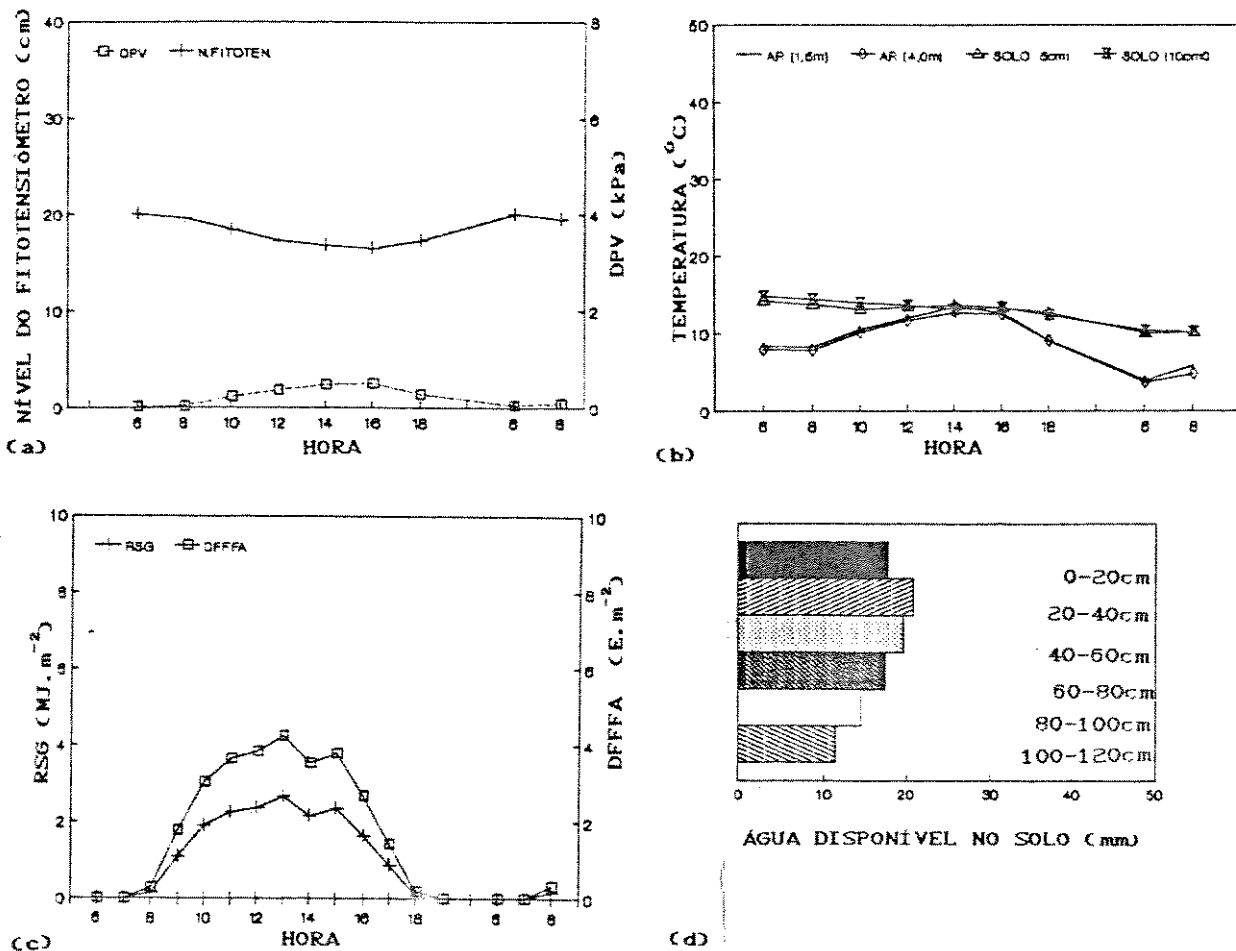 NÍVEL DO FITOTENSIÓMETRO (cm)
40
30
20
10
0
DPV
N.FITOTEN.
8
6
4
2
0
DPV (kPa)
6 8 10 12 14 16 18 6 8
HORA
(a)
TEMPERATURA (°C)
50
40
30
20
10
0
AR (1,5m) AR (4,0m) SOLO (5cm) SOLO (10cm)
6 8 10 12 14 16 18 6 8
HORA
(b)
RSG (MJ.m-2)
10
8
6
4
2
0
RSG
DFFFA
10
8
6
4
2
0
DFFFA (E.m-2)
6 8 10 12 14 16 18 6 8
HORA
(c)
0-20cm
20-40cm
40-60cm
60-80cm
80-100cm
100-120cm
0 10 20 30 40 50
ÁGUA DISPONÍVEL NO SOLO (mm)
(d)